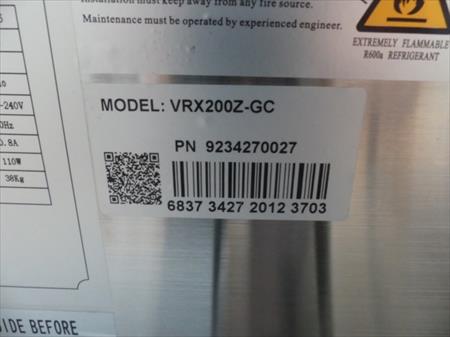 Installation must keep away from any fire source.
Maintenance must be operated by experienced engineer.
EXTREMELY FLAMMABLE
R600a REFRIGERANT
-240V
0Hz
0.8A
110W
38Kg
MODEL: VRX200Z-GC
PN 9234270027
6837 3427 2012 3703
IDE BEFORE